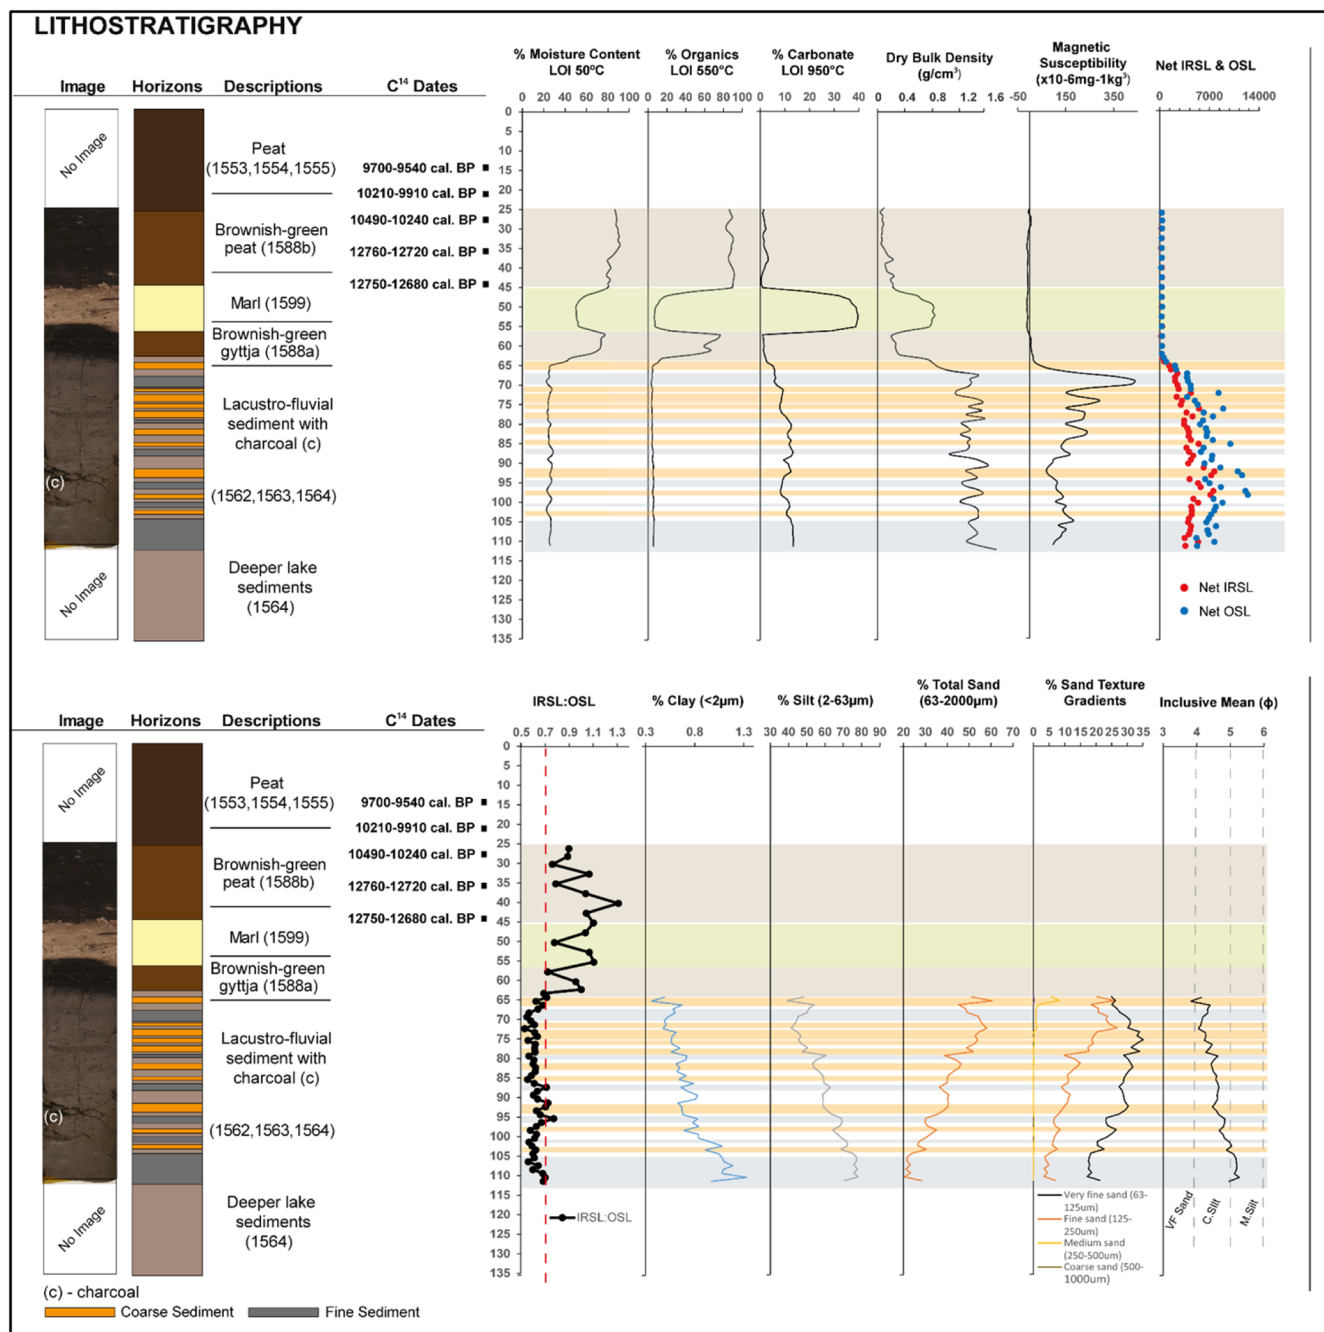 LITHOSTRATIGRAPHY
Image Horizons Descriptions C¹⁴ Dates
% Moisture Content
LOI 50°C
% Organics
LOI 550°C
% Carbonate
LOI 950°C
Dry Bulk Density
(g/cm³)
Magnetic
Susceptibility
(x10-6mg-1kg³)
Net IRSL & OSL
0 20 40 60 80 100
0 20 40 60 80 100
0 10 20 30 40
0 0.4 0.8 1.2 1.6
-50 150 350
0 7000 14000
0
5
10
15
20
25
30
35
40
45
50
55
60
65
70
75
80
85
90
95
100
105
110
115
120
125
130
135
No Image
Peat
(1553,1554,1555)
9700-9540 cal. BP
10210-9910 cal. BP
Brownish-green
peat (1588b)
10490-10240 cal. BP
12760-12720 cal. BP
12750-12680 cal. BP
Marl (1599)
Brownish-green
gyttja (1588a)
Lacustro-fluvial
sediment with
charcoal (c)
(c)
(1562,1563,1564)
No Image
Deeper lake
sediments
(1564)
Net IRSL
Net OSL
Image Horizons Descriptions C¹⁴ Dates
IRSL:OSL
% Clay (<2µm)
% Silt (2-63µm)
% Total Sand
(63-2000µm)
% Sand Texture
Gradients
Inclusive Mean (ϕ)
0.5 0.7 0.9 1.1 1.3
0.3 0.8 1.3
30 40 50 60 70 80 90
20 30 40 50 60 70
0 5 10 15 20 25 30 35
3 4 5 6
0
5
10
15
20
25
30
35
40
45
50
55
60
65
70
75
80
85
90
95
100
105
110
115
120
125
130
135
No Image
Peat
(1553,1554,1555)
9700-9540 cal. BP
10210-9910 cal. BP
Brownish-green
peat (1588b)
10490-10240 cal. BP
12760-12720 cal. BP
12750-12680 cal. BP
Marl (1599)
Brownish-green
gyttja (1588a)
Lacustro-fluvial
sediment with
charcoal (c)
(c)
(1562,1563,1564)
No Image
Deeper lake
sediments
(1564)
IRSL:OSL
Very fine sand (63-
125um)
Fine sand (125-
250um)
Medium sand
(250-500um)
Coarse sand (500-
1000um)
VF Sand
C.Silt
M.Silt
(c) - charcoal
Coarse Sediment Fine Sediment